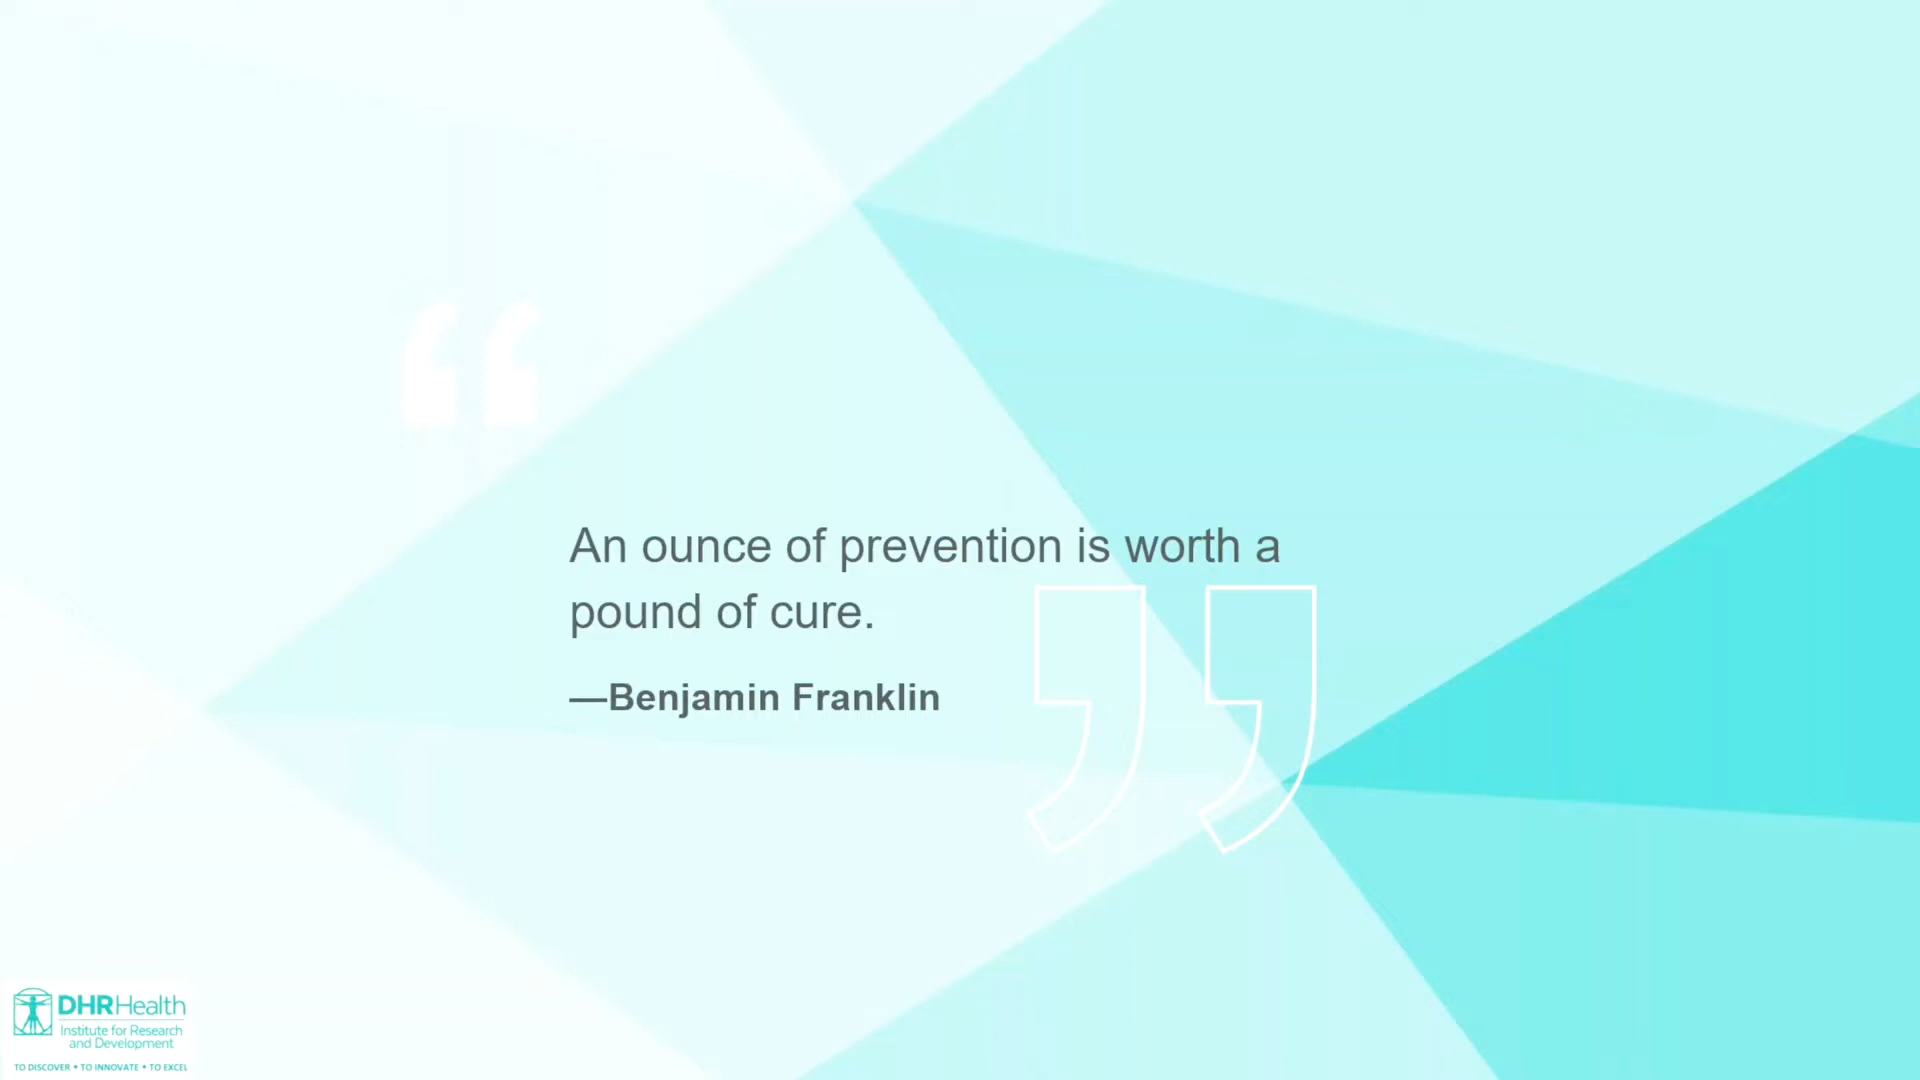 “
An ounce of prevention is worth a
pound of cure.
”
—Benjamin Franklin
DHRHealth
Institute for Research
and Development
TO DISCOVER • TO INNOVATE • TO EXCEL